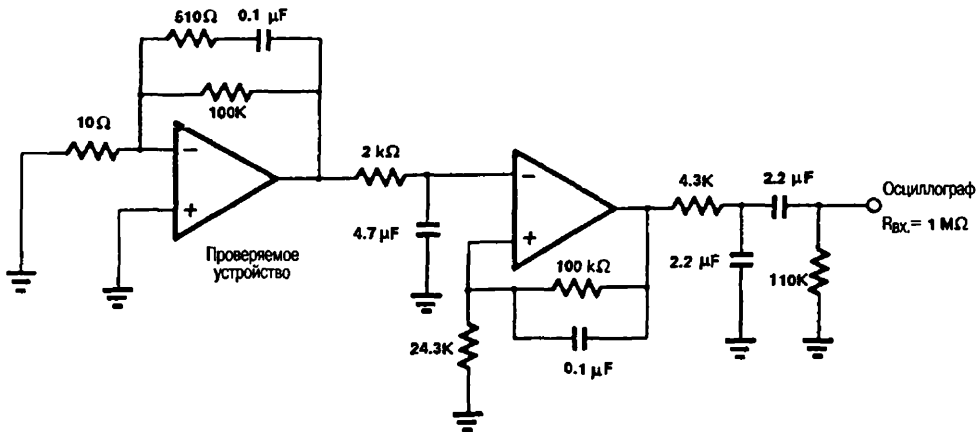 510Ω
0.1 µF
100K
10Ω
−
+
Проверяемое
устройство
2 kΩ
4.7 µF
−
+
100 kΩ
0.1 µF
24.3K
4.3K
2.2 µF
2.2 µF
110K
Осциллограф
RВХ.= 1 MΩ